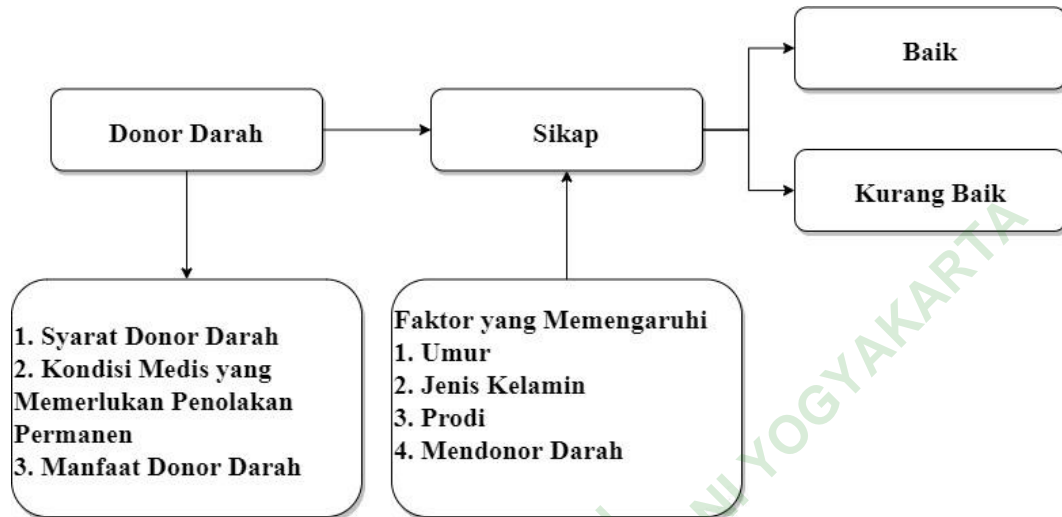 Baik
Donor Darah
Sikap
Kurang Baik
1. Syarat Donor Darah
2. Kondisi Medis yang
Memerlukan Penolakan
Permanen
3. Manfaat Donor Darah
Faktor yang Memengaruhi
1. Umur
2. Jenis Kelamin
3. Prodi
4. Mendonor Darah
YOGYAKARTA